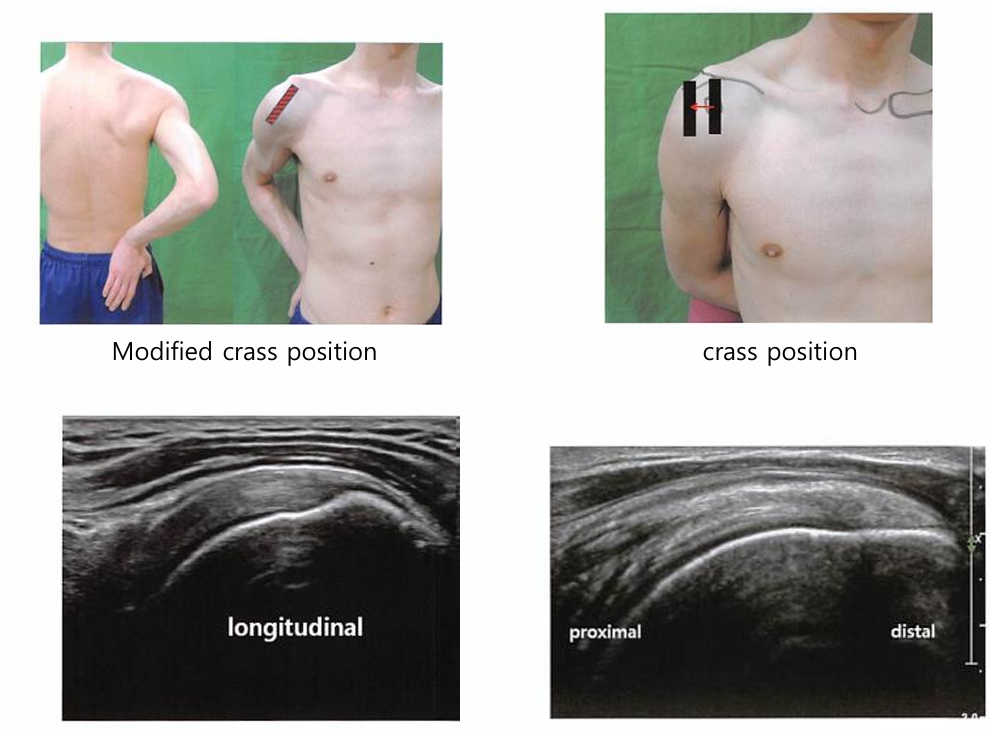 Modified crass position
crass position
longitudinal
proximal
distal
x